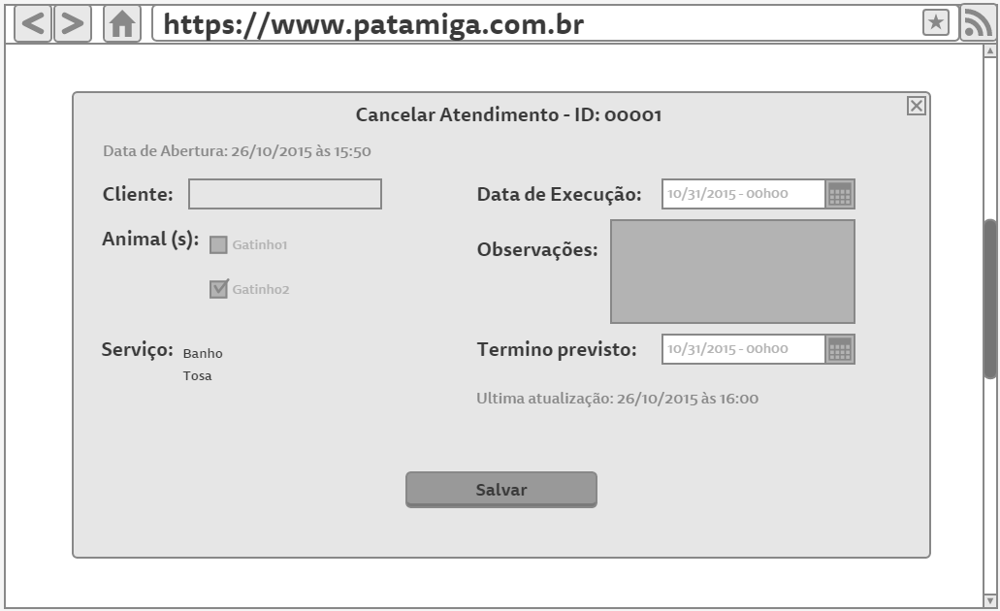 https://www.patamiga.com.br
Cancelar Atendimento - ID: 00001
Data de Abertura: 26/10/2015 às 15:50
Cliente:
Data de Execução: 10/31/2015 - 00h00
Animal (s): Gatinho1
Observações:
Gatinho2
Serviço: Banho
Termino previsto: 10/31/2015 - 00h00
Tosa
Ultima atualização: 26/10/2015 às 16:00
Salvar